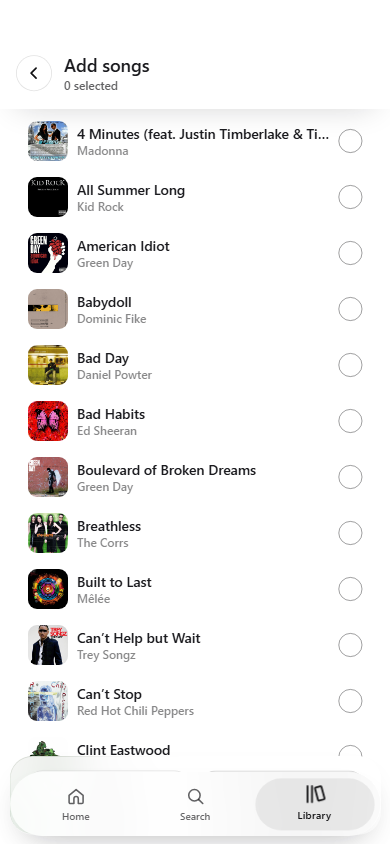 Add songs
0 selected
4 Minutes (feat. Justin Timberlake & Ti...
Madonna
KID ROCK
All Summer Long
Kid Rock
GREEN DAY
American Idiot
Green Day
Babydoll
Dominic Fike
Bad Day
Daniel Powter
Bad Habits
Ed Sheeran
Boulevard of Broken Dreams
Green Day
Breathless
The Corrs
Built to Last
Mêlée
TREY SONGZ
Can’t Help but Wait
Trey Songz
Can’t Stop
Red Hot Chili Peppers
Clint Eastwood
Home
Search
Library